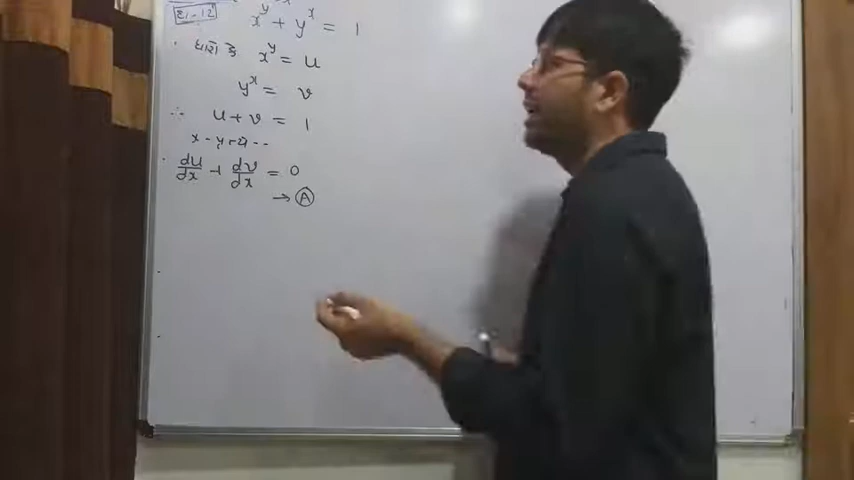 x^y + y^x = 1
x^y = u
y^x = v
∴ u + v = 1
du/dx + dv/dx = 0
→ Ⓐ